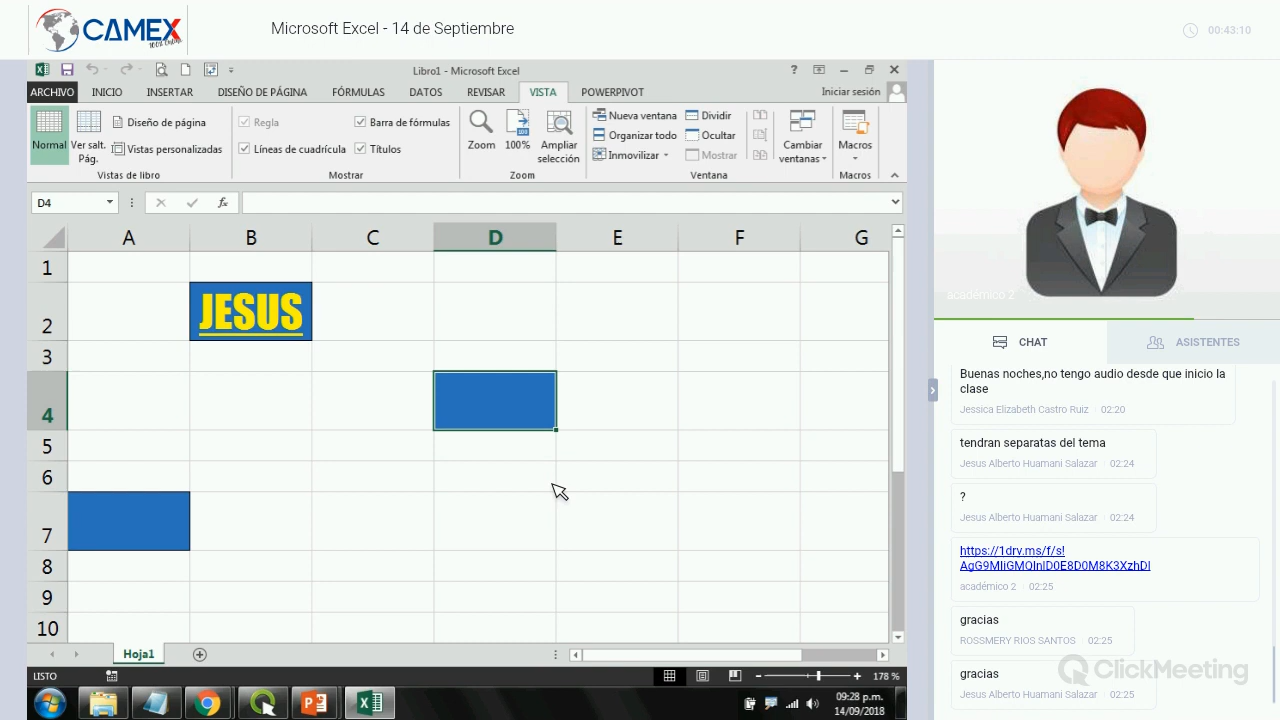 CAMEX
100% Online
Microsoft Excel - 14 de Septiembre
00:43:10
Libro1 - Microsoft Excel
ARCHIVO INICIO INSERTAR DISEÑO DE PÁGINA FÓRMULAS DATOS REVISAR VISTA POWERPIVOT Iniciar sesión
Normal
Ver salt. Pág.
Diseño de página
Vistas personalizadas
Vistas de libro
Regla
Barra de fórmulas
Líneas de cuadrícula
Títulos
Mostrar
Zoom
100%
Ampliar selección
Zoom
Nueva ventana
Organizar todo
Inmovilizar
Dividir
Ocultar
Mostrar
Cambiar ventanas
Ventana
Macros
Macros
D4
fx
A B C D E F G
1
2 JESUS
3
4
5
6
7
8
9
10
Hoja1
LISTO
178 %
09:28 p.m.
14/09/2018
académico 2
CHAT
ASISTENTES
Buenas noches,no tengo audio desde que inicio la
clase
Jessica Elizabeth Castro Ruiz 02:20
tendran separatas del tema
Jesus Alberto Huamani Salazar 02:24
?
Jesus Alberto Huamani Salazar 02:24
https://1drv.ms/f/s!
AgG9MIiGMQInlD0E8D0M8K3XzhDI
académico 2 02:25
gracias
ROSSMERY RIOS SANTOS 02:25
gracias
Jesus Alberto Huamani Salazar 02:25
ClickMeeting